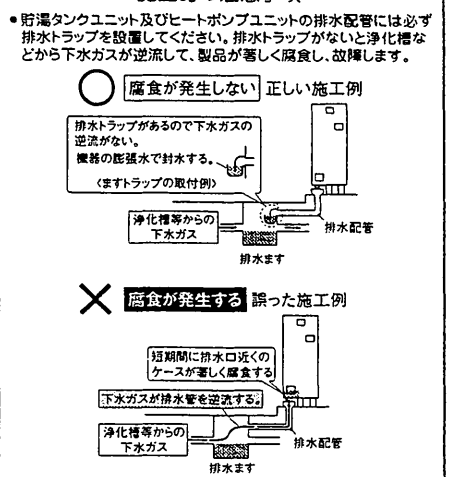 • 貯湯タンクユニット及びヒートポンプユニットの排水配管には必ず
排水トラップを設置してください。排水トラップがないと浄化槽な
どから下水ガスが逆流して、製品が著しく腐食し、故障します。
腐食が発生しない 正しい施工例
排水トラップがあるので下水ガスの
逆流がない。
機器の膨張水で封水する。
〈ますトラップの取付例〉
浄化槽等からの
下水ガス
排水配管
排水ます
腐食が発生する 誤った施工例
短期間に排水口近くの
ケースが著しく腐食する
下水ガスが排水管を逆流する。
浄化槽等からの
下水ガス
排水配管
排水ます